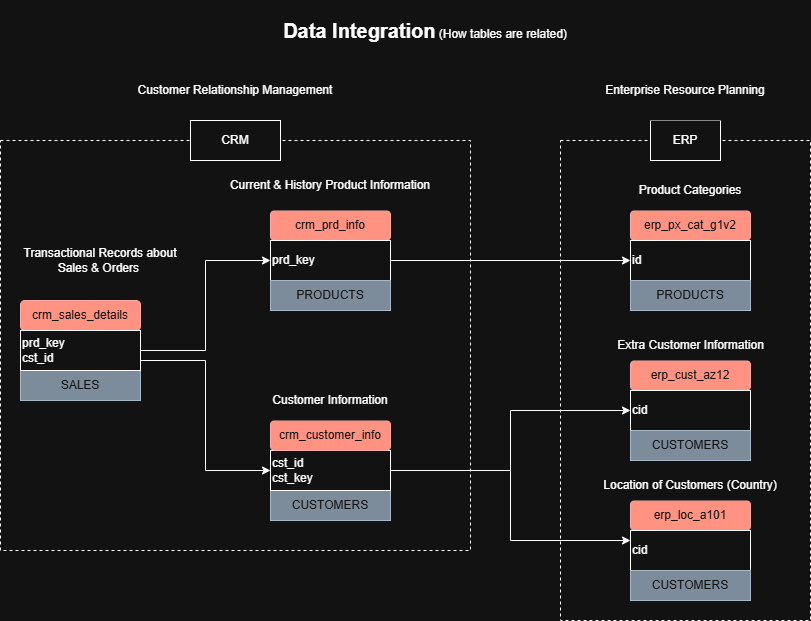 Data Integration (How tables are related)
Customer Relationship Management
Enterprise Resource Planning
CRM
ERP
Current & History Product Information
Product Categories
crm_prd_info
prd_key
PRODUCTS
erp_px_cat_g1v2
id
PRODUCTS
Transactional Records about
Sales & Orders
crm_sales_details
prd_key
cst_id
SALES
Extra Customer Information
erp_cust_az12
cid
CUSTOMERS
Customer Information
crm_customer_info
cst_id
cst_key
CUSTOMERS
Location of Customers (Country)
erp_loc_a101
cid
CUSTOMERS